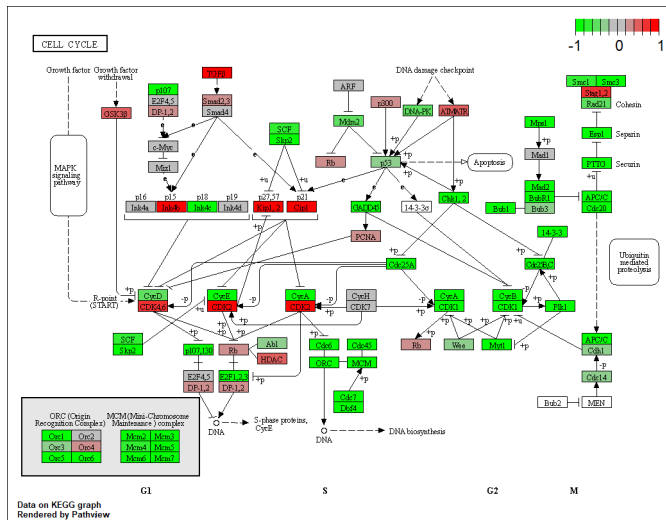 CELL CYCLE
-1 0 1
Growth factor
Growth factor withdrawal
MAPK signaling pathway
R-point (START)
GSK3β
p107
E2F4,5
DP-1,2
TGFβ
Smad2,3
Smad4
c-Myc
Miz1
SCF
Skp2
ARF
Mdm2
p300
Rb
DNA damage checkpoint
DNA-PK
ATM/ATR
p53
Apoptosis
Mps1
Mad1
Mad2
BubR1
Bub3
Bub1
Smc1
Smc3
Stag1,2
Rad21
Cohesin
Esp1
Separin
PTTG
Securin
APC/C
Cdc20
p16
Ink4a
p15
Ink4b
p18
Ink4c
p19
Ink4d
p27,57
Kip1, 2
p21
Cip1
GADD45
14-3-3σ
Chk1, 2
PCNA
14-3-3
Cdc25A
Cdc25B,C
Ubiquitin mediated proteolysis
CycD
CDK4,6
CycE
CDK2
CycA
CDK2
CycH
CDK7
CycA
CDK1
CycB
CDK1
Plk1
SCF
Skp2
p107,130
E2F4,5
DP-1,2
Rb
Abl
HDAC
E2F1,2,3
DP-1,2
Cdc6
Cdc45
ORC
MCM
Cdc7
Dbf4
Rb
Wee
Myt1
APC/C
Cdh1
Cdc14
Bub2
MEN
DNA
S-phase proteins, CycE
DNA
DNA biosynthesis
+p
+p
+p
+p
+u
e
e
e
e
-p
+u
ORC (Origin Recognition Complex)
MCM (Mini-Chromosome Maintenance) complex
Orc1 Orc2 Mcm2 Mcm3
Orc3 Orc4 Mcm4 Mcm5
Orc5 Orc6 Mcm6 Mcm7
G1
S
G2
M
Data on KEGG graph
Rendered by Pathview